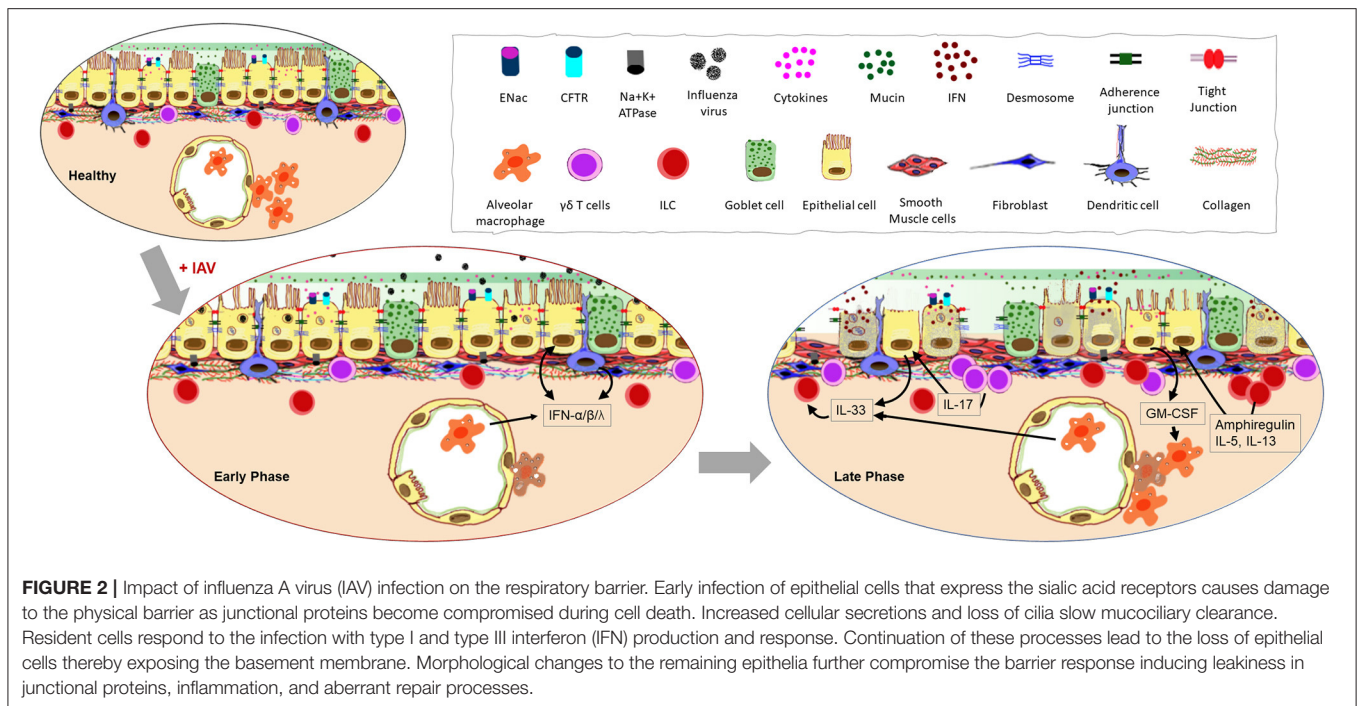 ENac
CFTR
Na+K+
ATPase
Influenza
virus
Cytokines
Mucin
IFN
Desmosome
Adherence
junction
Tight
Junction
Alveolar
macrophage
γδ T cells
ILC
Goblet cell
Epithelial cell
Smooth
Muscle cells
Fibroblast
Dendritic cell
Collagen
Healthy
+ IAV
IFN-α/β/λ
Early Phase
IL-33
IL-17
GM-CSF
Amphiregulin
IL-5, IL-13
Late Phase
FIGURE 2 | Impact of influenza A virus (IAV) infection on the respiratory barrier. Early infection of epithelial cells that express the sialic acid receptors causes damage
to the physical barrier as junctional proteins become compromised during cell death. Increased cellular secretions and loss of cilia slow mucociliary clearance.
Resident cells respond to the infection with type I and type III interferon (IFN) production and response. Continuation of these processes lead to the loss of epithelial
cells thereby exposing the basement membrane. Morphological changes to the remaining epithelia further compromise the barrier response inducing leakiness in
junctional proteins, inflammation, and aberrant repair processes.